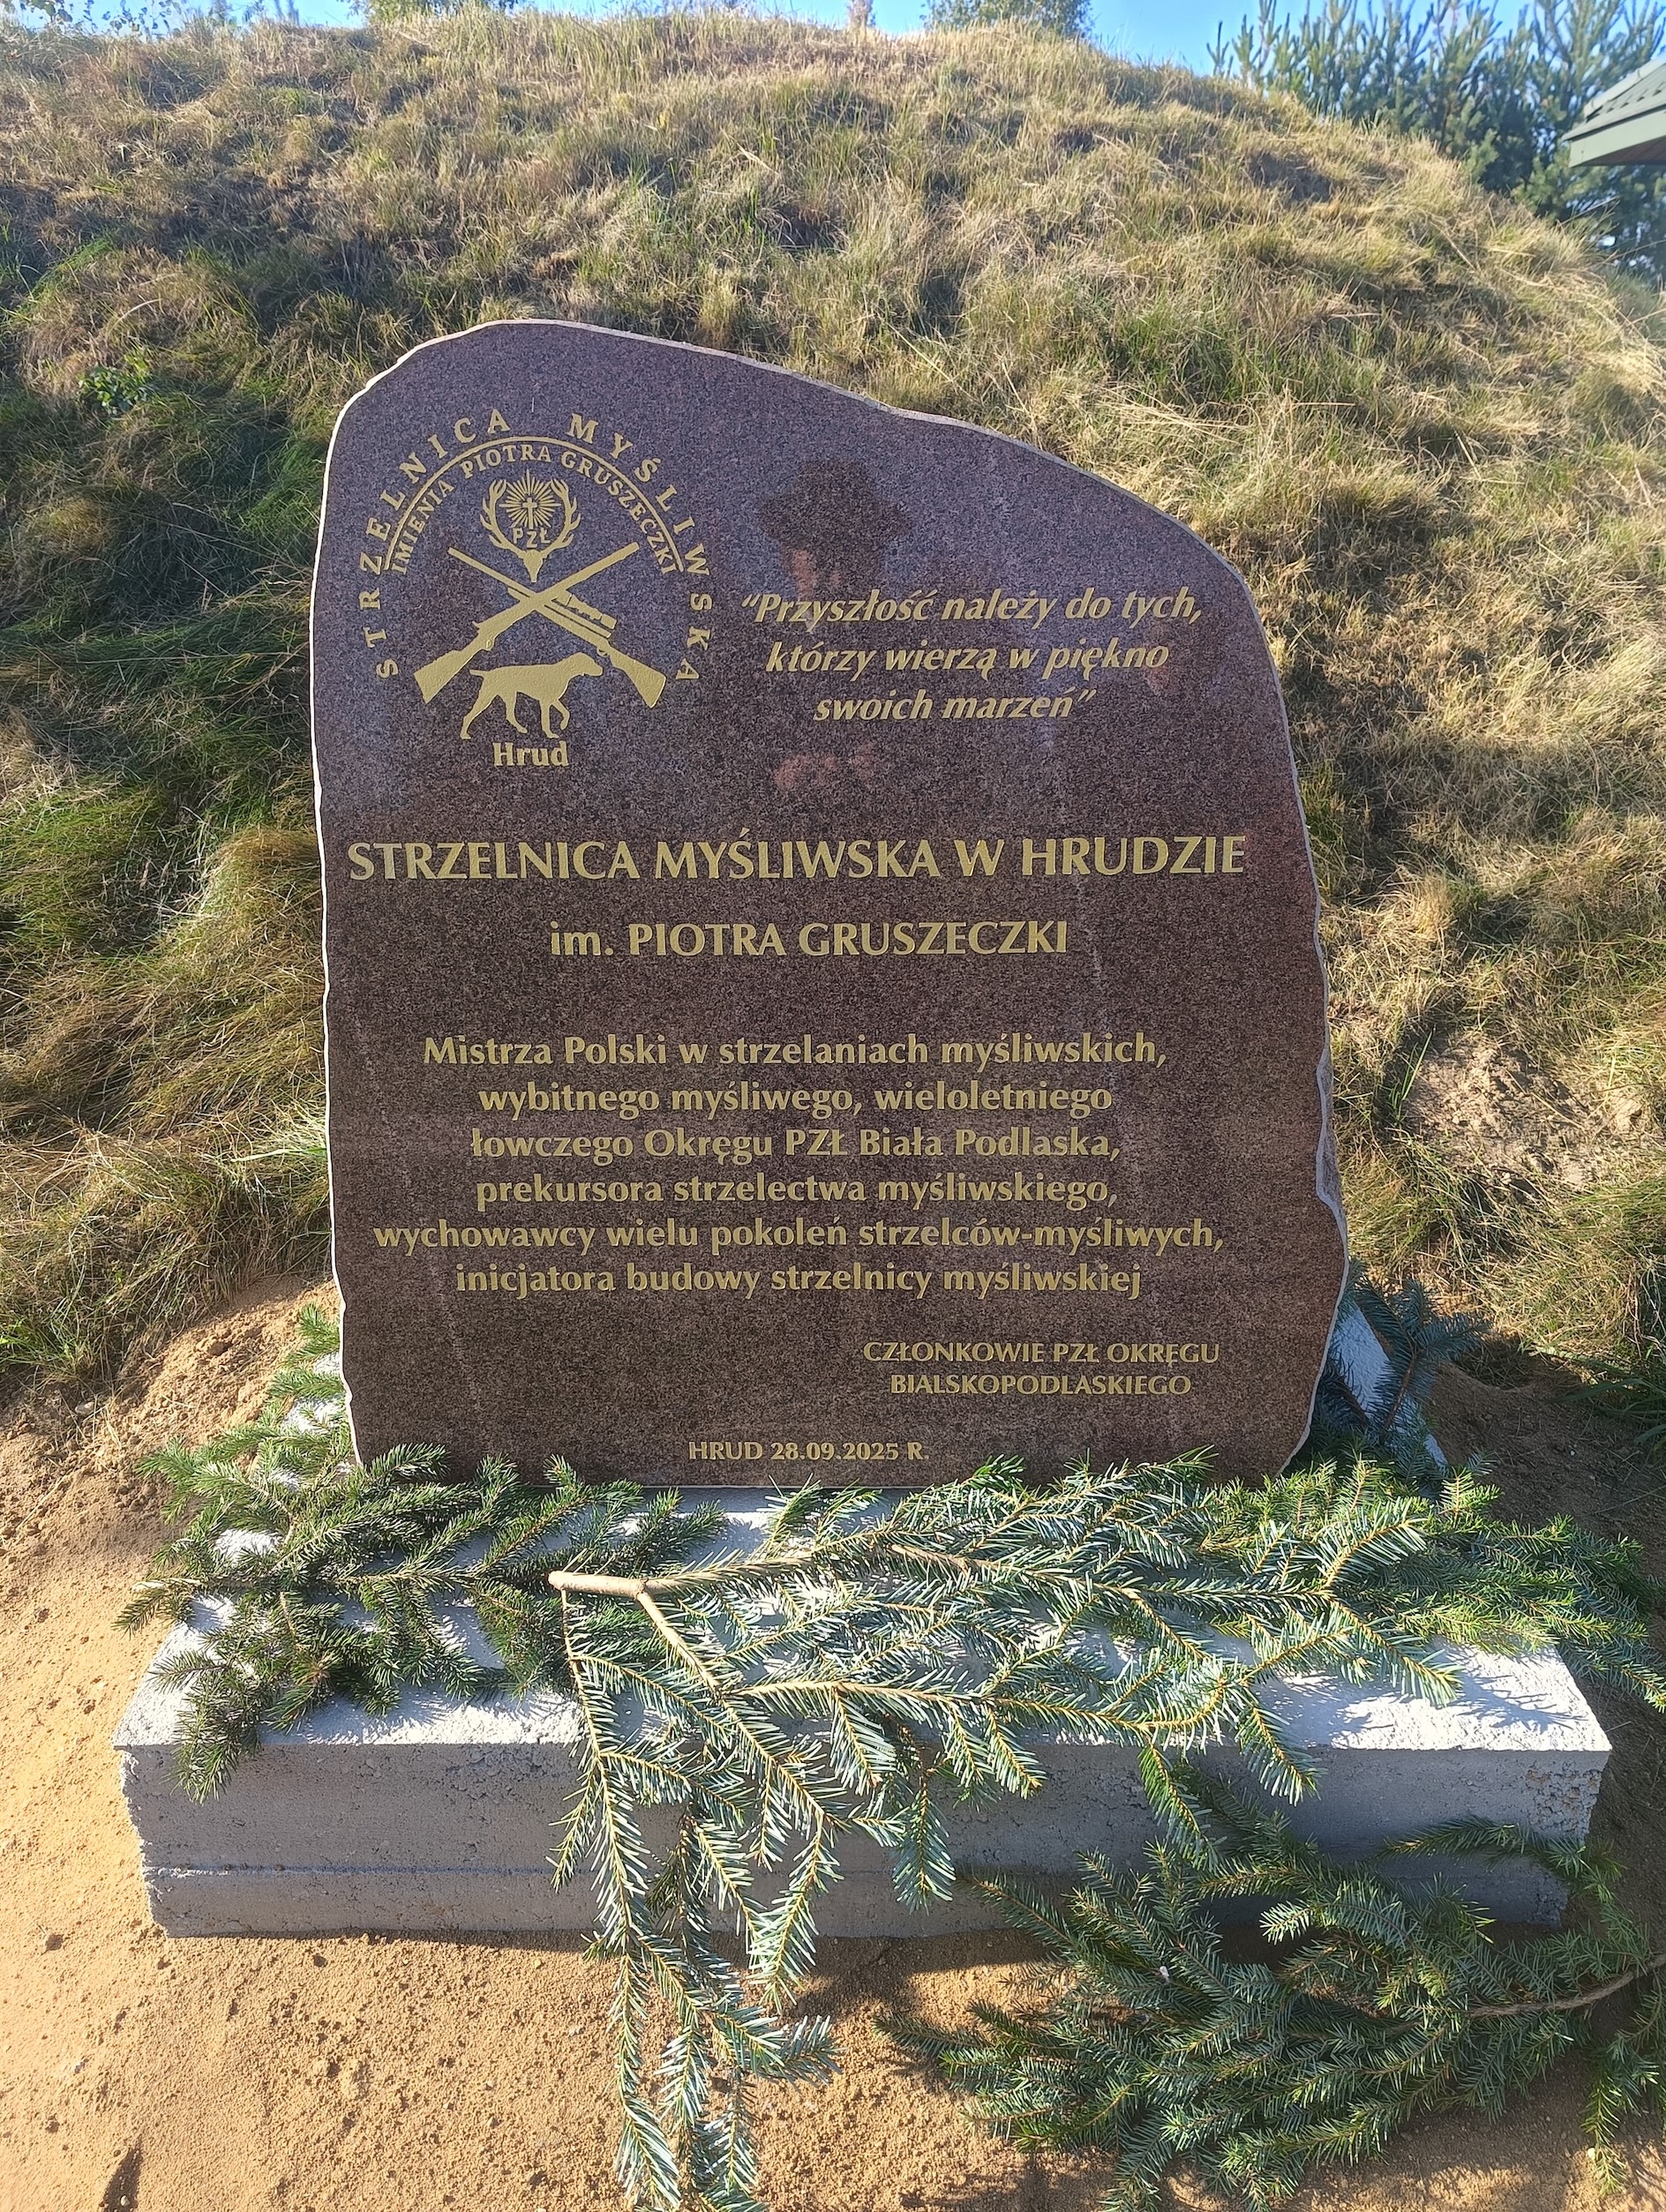 STRZELNICA MYŚLIWSKA
IMIENIA PIOTRA GRUSZECZKI
PZŁ
Hrud
“Przyszłość należy do tych,
którzy wierzą w piękno
swoich marzeń”
STRZELNICA MYŚLIWSKA W HRUDZIE
im. PIOTRA GRUSZECZKI
Mistrza Polski w strzelaniach myśliwskich,
wybitnego myśliwego, wieloletniego
łowczego Okręgu PZŁ Biała Podlaska,
prekursora strzelectwa myśliwskiego,
wychowawcy wielu pokoleń strzelców-myśliwych,
inicjatora budowy strzelnicy myśliwskiej
CZŁONKOWIE PZŁ OKRĘGU
BIALSKOPODLASKIEGO
HRUD 28.09.2025 R.